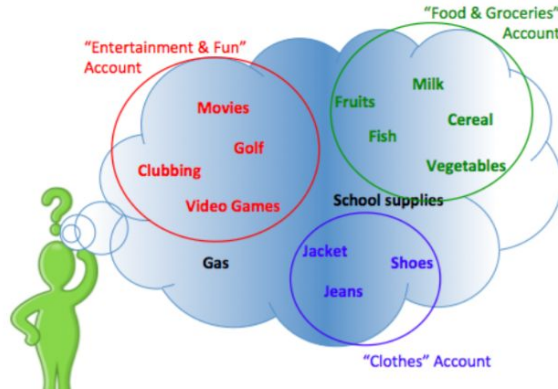 “Food & Groceries”
Account
“Entertainment & Fun”
Account
Milk
Fruits
Movies
Cereal
Fish
Golf
Clubbing
Vegetables
Video Games
School supplies
?
Gas
Jacket
Shoes
Jeans
“Clothes” Account